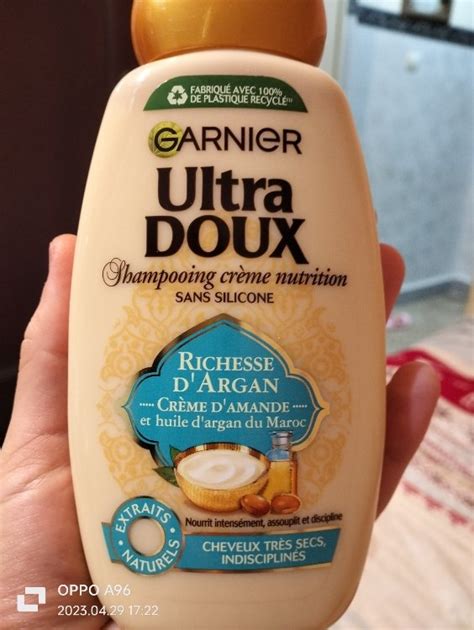 FABRIQUÉ AVEC 100%
DE PLASTIQUE RECYCLÉ
GARNIER
Ultra
DOUX
Shampooing crème nutrition
SANS SILICONE
RICHESSE
D'ARGAN
CRÈME D'AMANDE
et huile d'argan du Maroc
Nourrit intensément, assouplit et discipline
EXTRAITS
NATURELS
CHEVEUX TRÈS SECS,
INDISCIPLINÉS
OPPO A96
2023.04.29 17:22